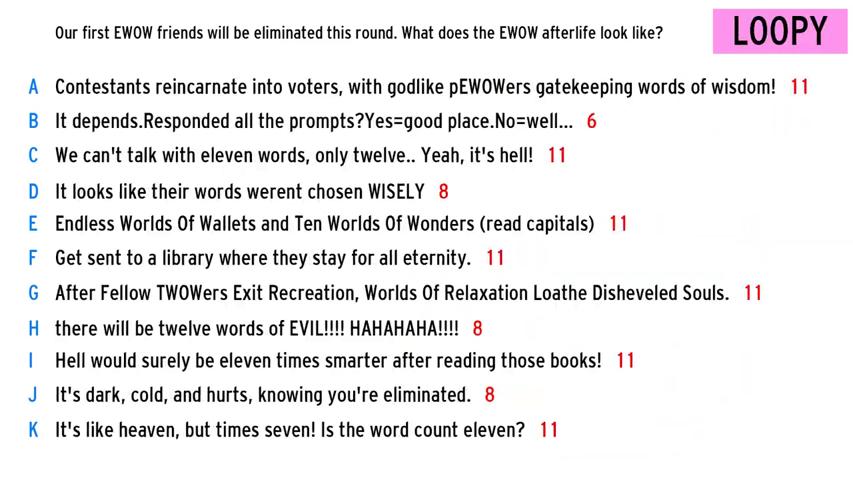 Our first EWOW friends will be eliminated this round. What does the EWOW afterlife look like?
LOOPY
A Contestants reincarnate into voters, with godlike pEWOWers gatekeeping words of wisdom! 11
B It depends.Responded all the prompts?Yes=good place.No=well... 6
C We can't talk with eleven words, only twelve.. Yeah, it's hell! 11
D It looks like their words werent chosen WISELY 8
E Endless Worlds Of Wallets and Ten Worlds Of Wonders (read capitals) 11
F Get sent to a library where they stay for all eternity. 11
G After Fellow TWOWers Exit Recreation, Worlds Of Relaxation Loathe Disheveled Souls. 11
H there will be twelve words of EVIL!!!! HAHAHAHA!!!! 8
I Hell would surely be eleven times smarter after reading those books! 11
J It's dark, cold, and hurts, knowing you're eliminated. 8
K It's like heaven, but times seven! Is the word count eleven? 11